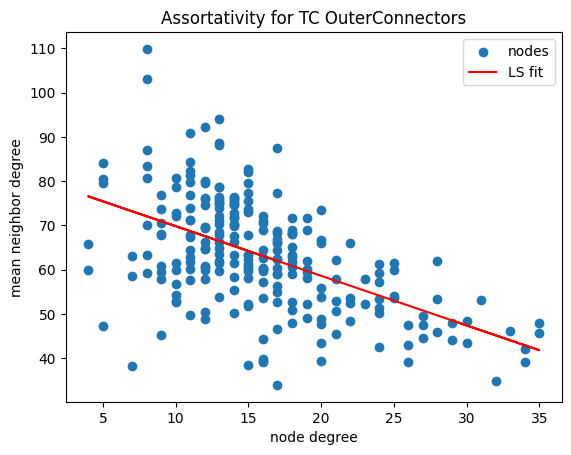 Assortativity for TC OuterConnectors
nodes
LS fit
110
100
90
80
70
60
50
40
mean neighbor degree
5 10 15 20 25 30 35
node degree